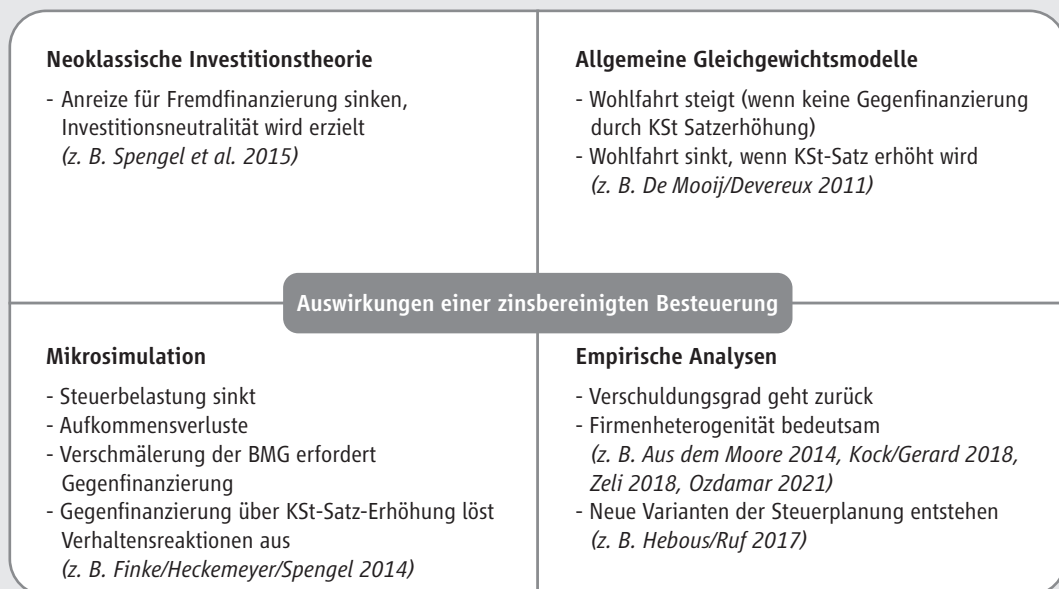 Neoklassische Investitionstheorie
- Anreize für Fremdfinanzierung sinken,
Investitionsneutralität wird erzielt
(z. B. Spengel et al. 2015)
Allgemeine Gleichgewichtsmodelle
- Wohlfahrt steigt (wenn keine Gegenfinanzierung
durch KSt Satzerhöhung)
- Wohlfahrt sinkt, wenn KSt-Satz erhöht wird
(z. B. De Mooij/Devereux 2011)
Auswirkungen einer zinsbereinigten Besteuerung
Mikrosimulation
- Steuerbelastung sinkt
- Aufkommensverluste
- Verschmälerung der BMG erfordert
Gegenfinanzierung
- Gegenfinanzierung über KSt-Satz-Erhöhung löst
Verhaltensreaktionen aus
(z. B. Finke/Heckemeyer/Spengel 2014)
Empirische Analysen
- Verschuldungsgrad geht zurück
- Firmenheterogenität bedeutsam
(z. B. Aus dem Moore 2014, Kock/Gerard 2018,
Zeli 2018, Ozdamar 2021)
- Neue Varianten der Steuerplanung entstehen
(z. B. Hebous/Ruf 2017)